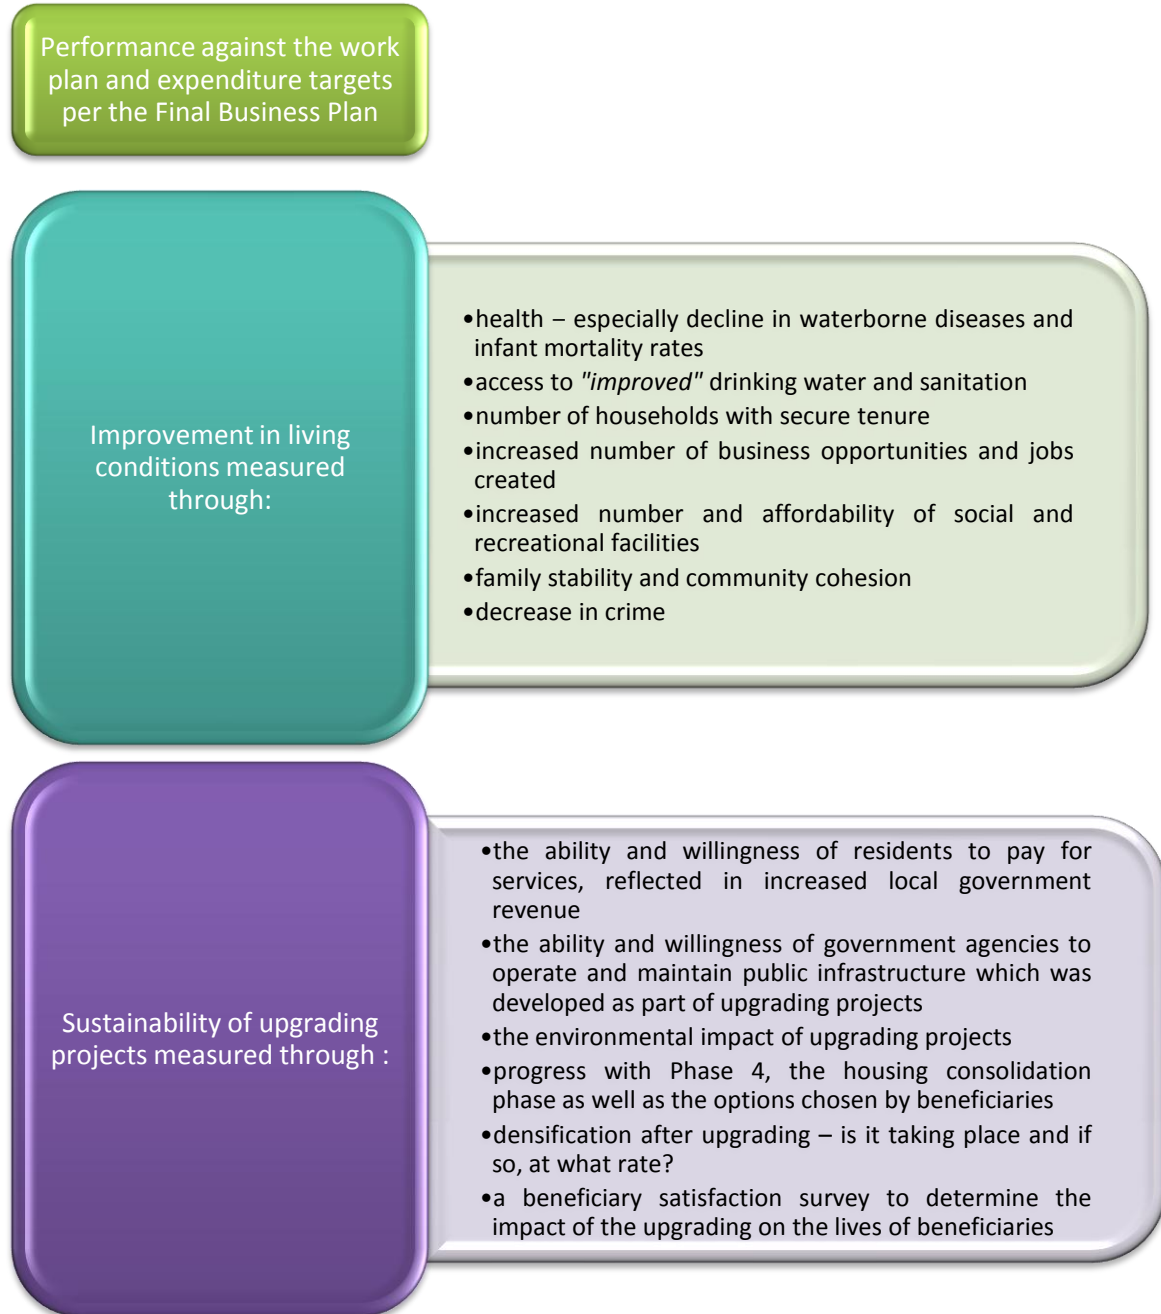 Performance against the work
plan and expenditure targets
per the Final Business Plan
Improvement in living
conditions measured
through:
•health – especially decline in waterborne diseases and
infant mortality rates
•access to "improved" drinking water and sanitation
•number of households with secure tenure
•increased number of business opportunities and jobs
created
•increased number and affordability of social and
recreational facilities
•family stability and community cohesion
•decrease in crime
Sustainability of upgrading
projects measured through :
•the ability and willingness of residents to pay for
services, reflected in increased local government
revenue
•the ability and willingness of government agencies to
operate and maintain public infrastructure which was
developed as part of upgrading projects
•the environmental impact of upgrading projects
•progress with Phase 4, the housing consolidation
phase as well as the options chosen by beneficiaries
•densification after upgrading – is it taking place and if
so, at what rate?
•a beneficiary satisfaction survey to determine the
impact of the upgrading on the lives of beneficiaries